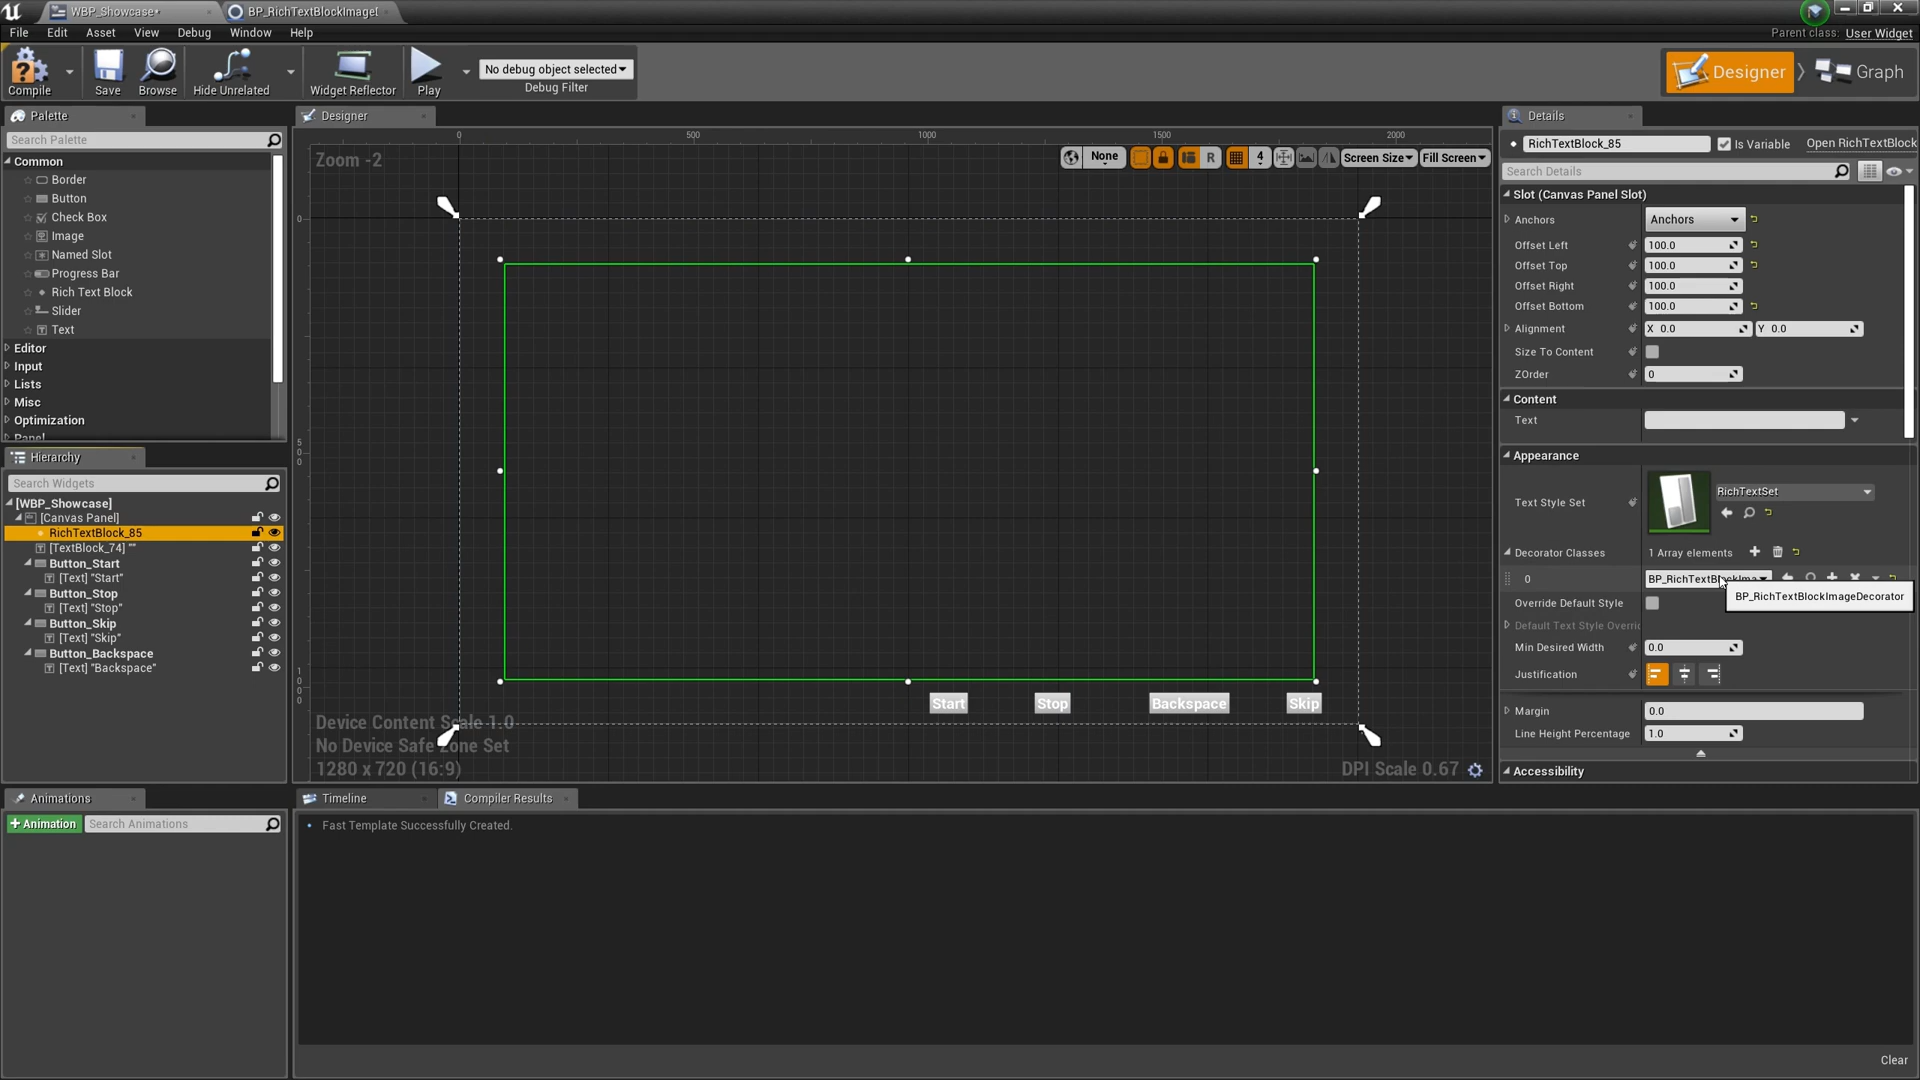 WBP_Showcase*
BP_RichTextBlockImageI
File Edit Asset View Debug Window Help
Parent class: User Widget
Compile
Save
Browse
Hide Unrelated
Widget Reflector
Play
No debug object selected
Debug Filter
Designer
Graph
Palette
Search Palette
Common
Border
Button
Check Box
Image
Named Slot
Progress Bar
Rich Text Block
Slider
Text
Editor
Input
Lists
Misc
Optimization
Panel
Hierarchy
Search Widgets
[WBP_Showcase]
[Canvas Panel]
RichTextBlock_85
[TextBlock_74] ""
Button_Start
[Text] "Start"
Button_Stop
[Text] "Stop"
Button_Skip
[Text] "Skip"
Button_Backspace
[Text] "Backspace"
Animations
+ Animation
Search Animations
Designer
0 500 1000 1500 2000
Zoom -2
None
R
4
Screen Size
Fill Screen
0
500
1000
Start
Stop
Backspace
Skip
Device Content Scale 1.0
No Device Safe Zone Set
1280 x 720 (16:9)
DPI Scale 0.67
Timeline
Compiler Results
Fast Template Successfully Created.
Clear
Details
RichTextBlock_85
Is Variable
Open RichTextBlock
Search Details
Slot (Canvas Panel Slot)
Anchors Anchors
Offset Left 100.0
Offset Top 100.0
Offset Right 100.0
Offset Bottom 100.0
Alignment X 0.0 Y 0.0
Size To Content
ZOrder 0
Content
Text
Appearance
Text Style Set
RichTextSet
Decorator Classes 1 Array elements
0 BP_RichTextBlockIma
BP_RichTextBlockImageDecorator
Override Default Style
Default Text Style Overric
Min Desired Width 0.0
Justification
Margin 0.0
Line Height Percentage 1.0
Accessibility